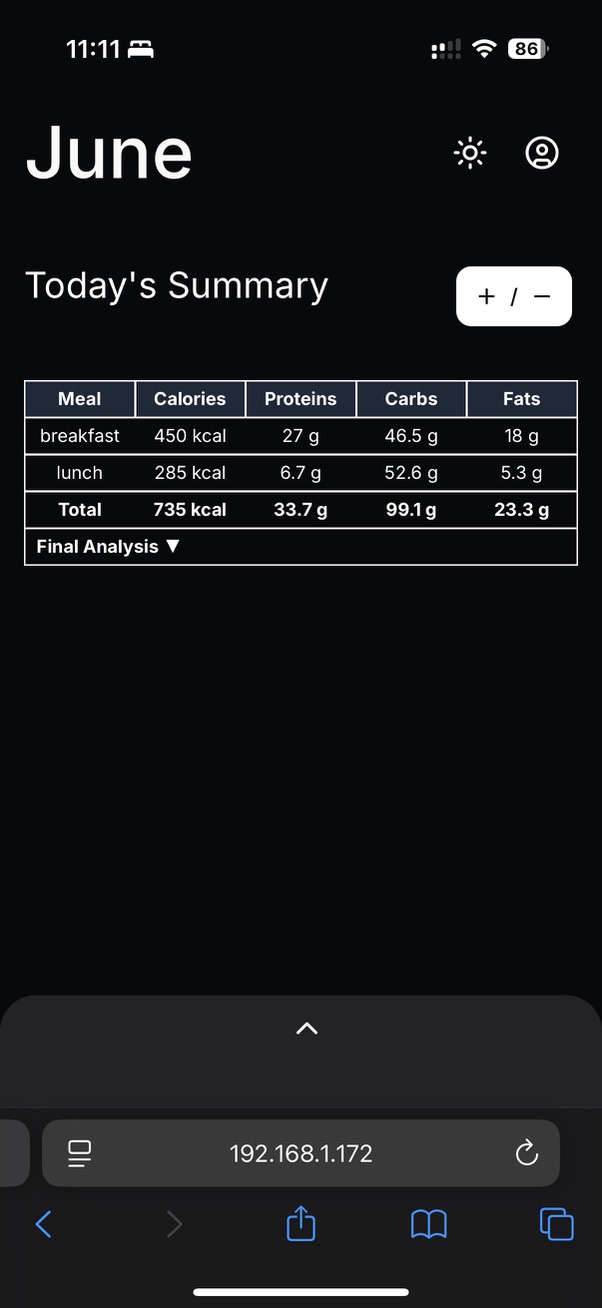 11:11 86
June
Today's Summary
+ / −
Meal Calories Proteins Carbs Fats
breakfast 450 kcal 27 g 46.5 g 18 g
lunch 285 kcal 6.7 g 52.6 g 5.3 g
Total 735 kcal 33.7 g 99.1 g 23.3 g
Final Analysis ▼
192.168.1.172